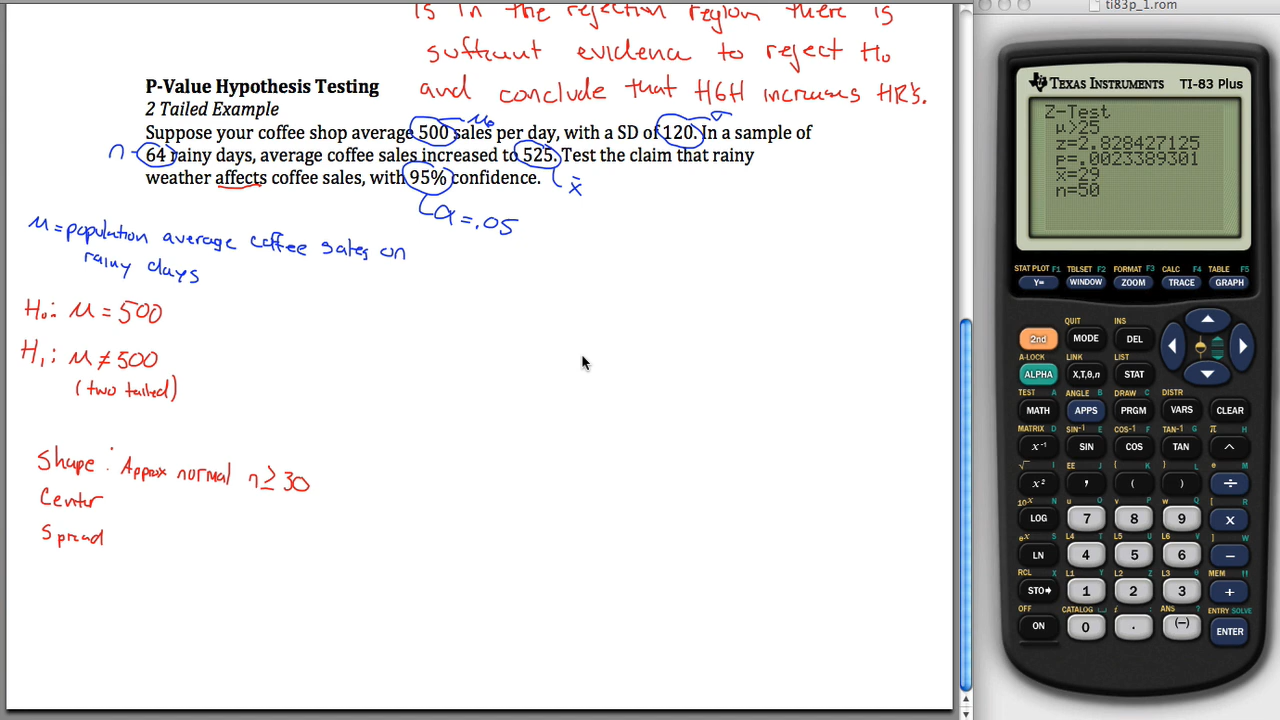 ti83p_1.rom
is in the rejection region there is
sufficient evidence to reject Ho
and conclude that HGH increases HR's.
P-Value Hypothesis Testing
2 Tailed Example
Suppose your coffee shop average 500 sales per day, with a SD of 120. In a sample of
64 rainy days, average coffee sales increased to 525. Test the claim that rainy
weather affects coffee sales, with 95% confidence.
μ₀
σ
n
x̄
α = .05
μ = population average coffee sales on
rainy days
H₀: μ = 500
H₁: μ ≠ 500
(two tailed)
Shape: Approx normal n ≥ 30
Center
Spread
TEXAS INSTRUMENTS TI-83 Plus
Z-Test
μ>25
z=2.828427125
p=.0023389301
x̄=29
n=50
STAT PLOT F1 TBLSET F2 FORMAT F3 CALC F4 TABLE F5
Y= WINDOW ZOOM TRACE GRAPH
QUIT INS
2nd MODE DEL
A-LOCK LINK LIST
ALPHA X,T,θ,n STAT
TEST A ANGLE B DRAW C DISTR
MATH APPS PRGM VARS CLEAR
MATRIX D SIN⁻¹ E COS⁻¹ F TAN⁻¹ G π H
x⁻¹ SIN COS TAN ^
√ I EE J { K } L e M
x² , ( ) ÷
10ˣ N u O v P w Q [ R
LOG 7 8 9 x
eˣ S L4 T L5 U L6 V ] W
LN 4 5 6 −
RCL X L1 Y L2 Z L3 θ MEM "
STO➔ 1 2 3 +
OFF CATALOG ⎵ i : ANS ? ENTRY SOLVE
ON 0 . (−) ENTER